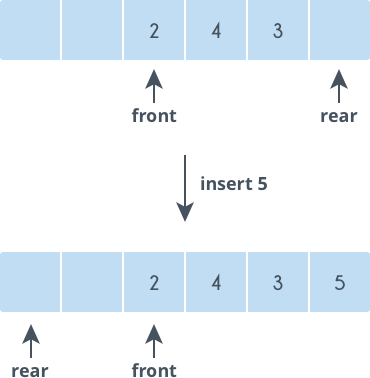 2 4 3
front rear
insert 5
2 4 3 5
rear front